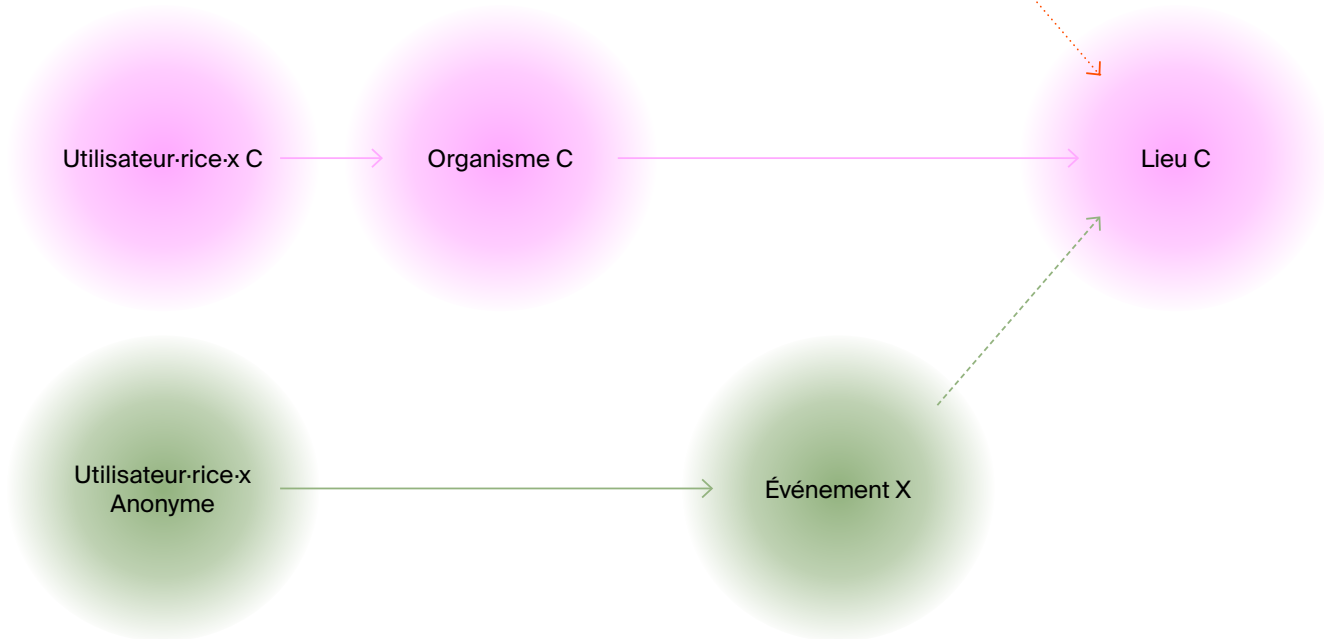 Utilisateur·rice·x C
Organisme C
Lieu C
Utilisateur·rice·x
Anonyme
Événement X